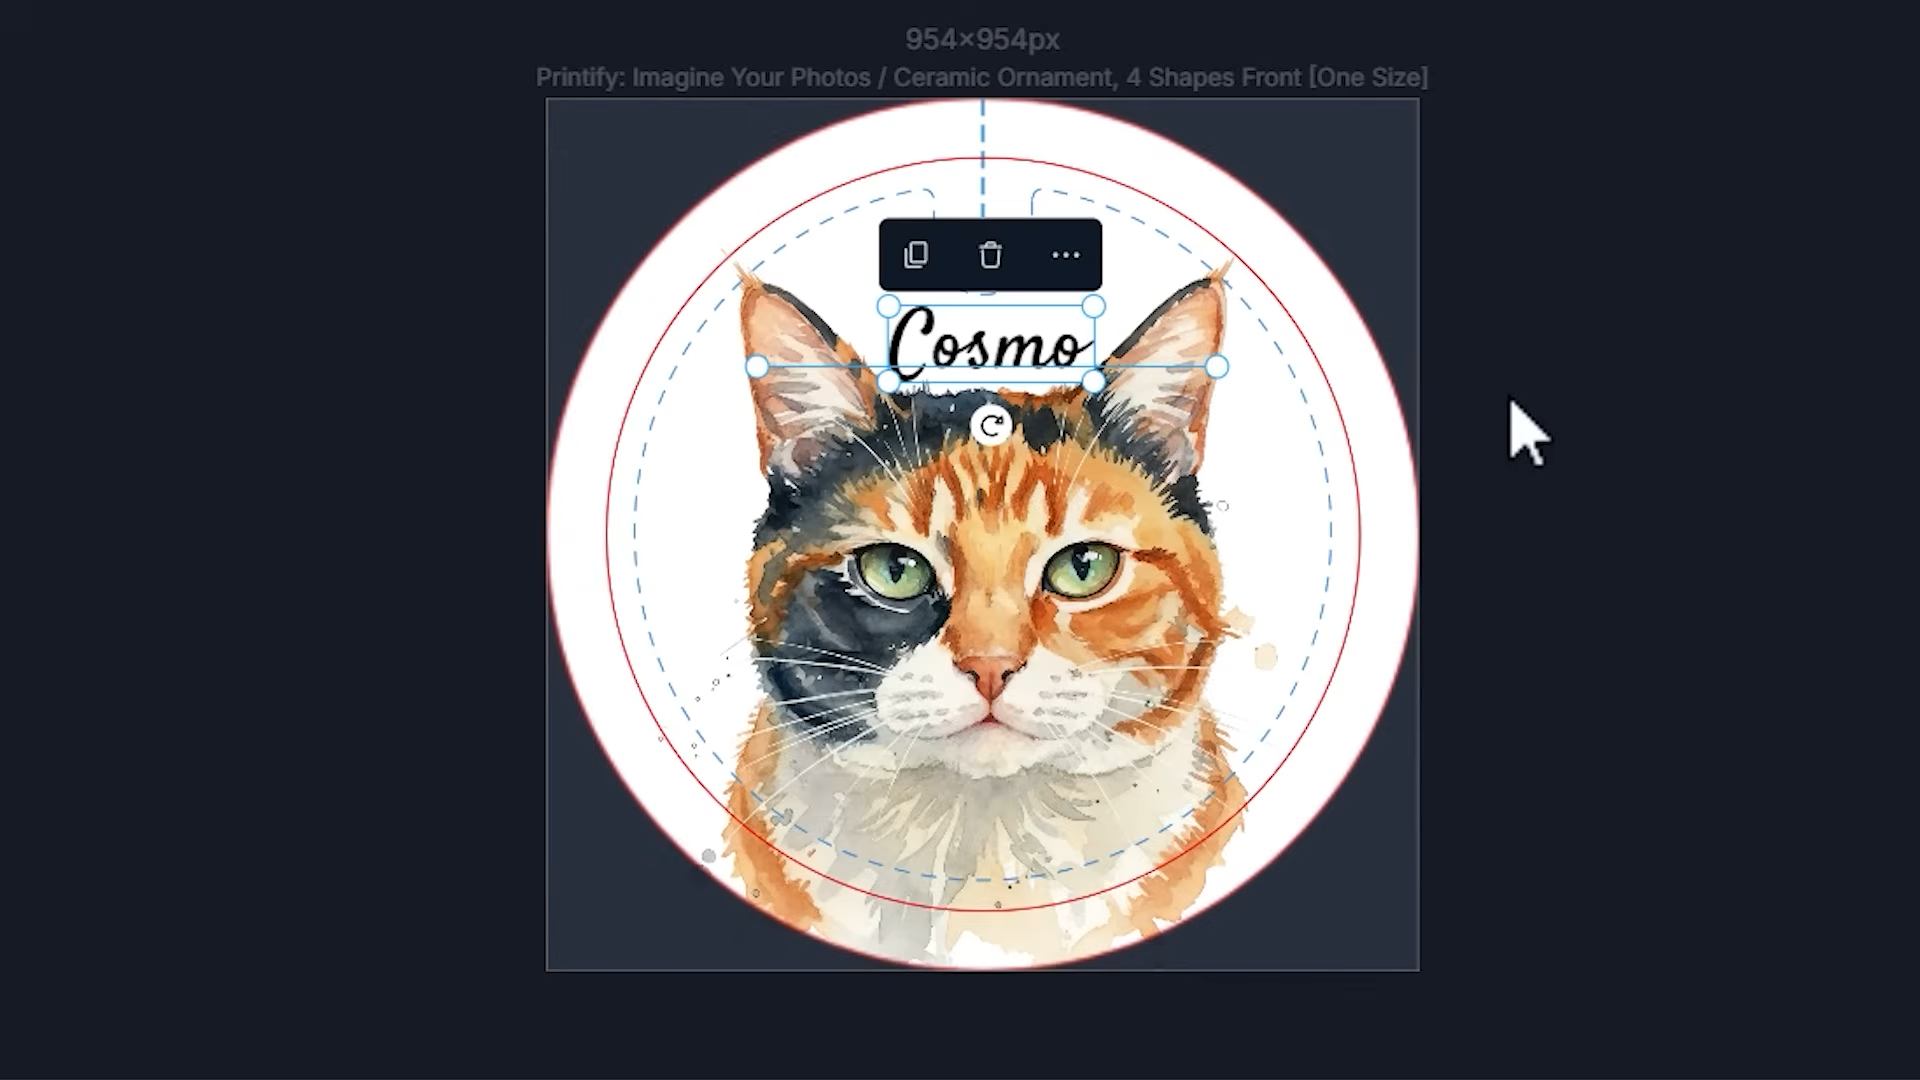 954×954px
Printify: Imagine Your Photos / Ceramic Ornament, 4 Shapes Front [One Size]
Cosmo